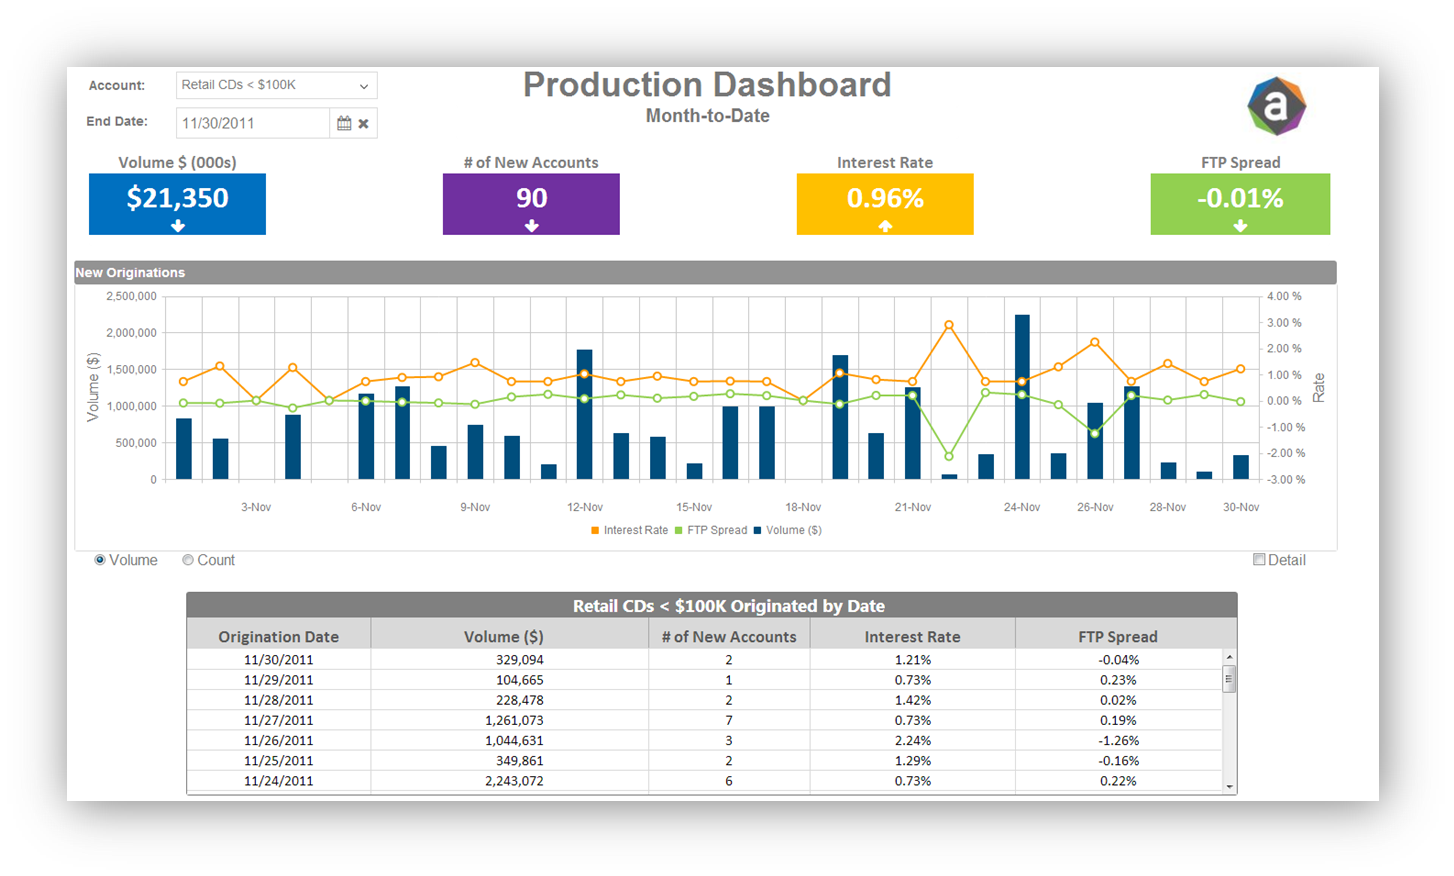 Production Dashboard
Month-to-Date
Account: Retail CDs < $100K
End Date: 11/30/2011
a
Volume $ (000s) # of New Accounts Interest Rate FTP Spread
$21,350 90 0.96% -0.01%
New Originations
2,500,000 4.00 %
3.00 %
2,000,000
2.00 %
1,500,000
1.00 %
1,000,000 0.00 %
-1.00 %
500,000
-2.00 %
0 -3.00 %
Volume ($)
Rate
3-Nov 6-Nov 9-Nov 12-Nov 15-Nov 18-Nov 21-Nov 24-Nov 26-Nov 28-Nov 30-Nov
Interest Rate FTP Spread Volume ($)
Volume Count Detail
Retail CDs < $100K Originated by Date
Origination Date Volume ($) # of New Accounts Interest Rate FTP Spread
11/30/2011 329,094 2 1.21% -0.04%
11/29/2011 104,665 1 0.73% 0.23%
11/28/2011 228,478 2 1.42% 0.02%
11/27/2011 1,261,073 7 0.73% 0.19%
11/26/2011 1,044,631 3 2.24% -1.26%
11/25/2011 349,861 2 1.29% -0.16%
11/24/2011 2,243,072 6 0.73% 0.22%